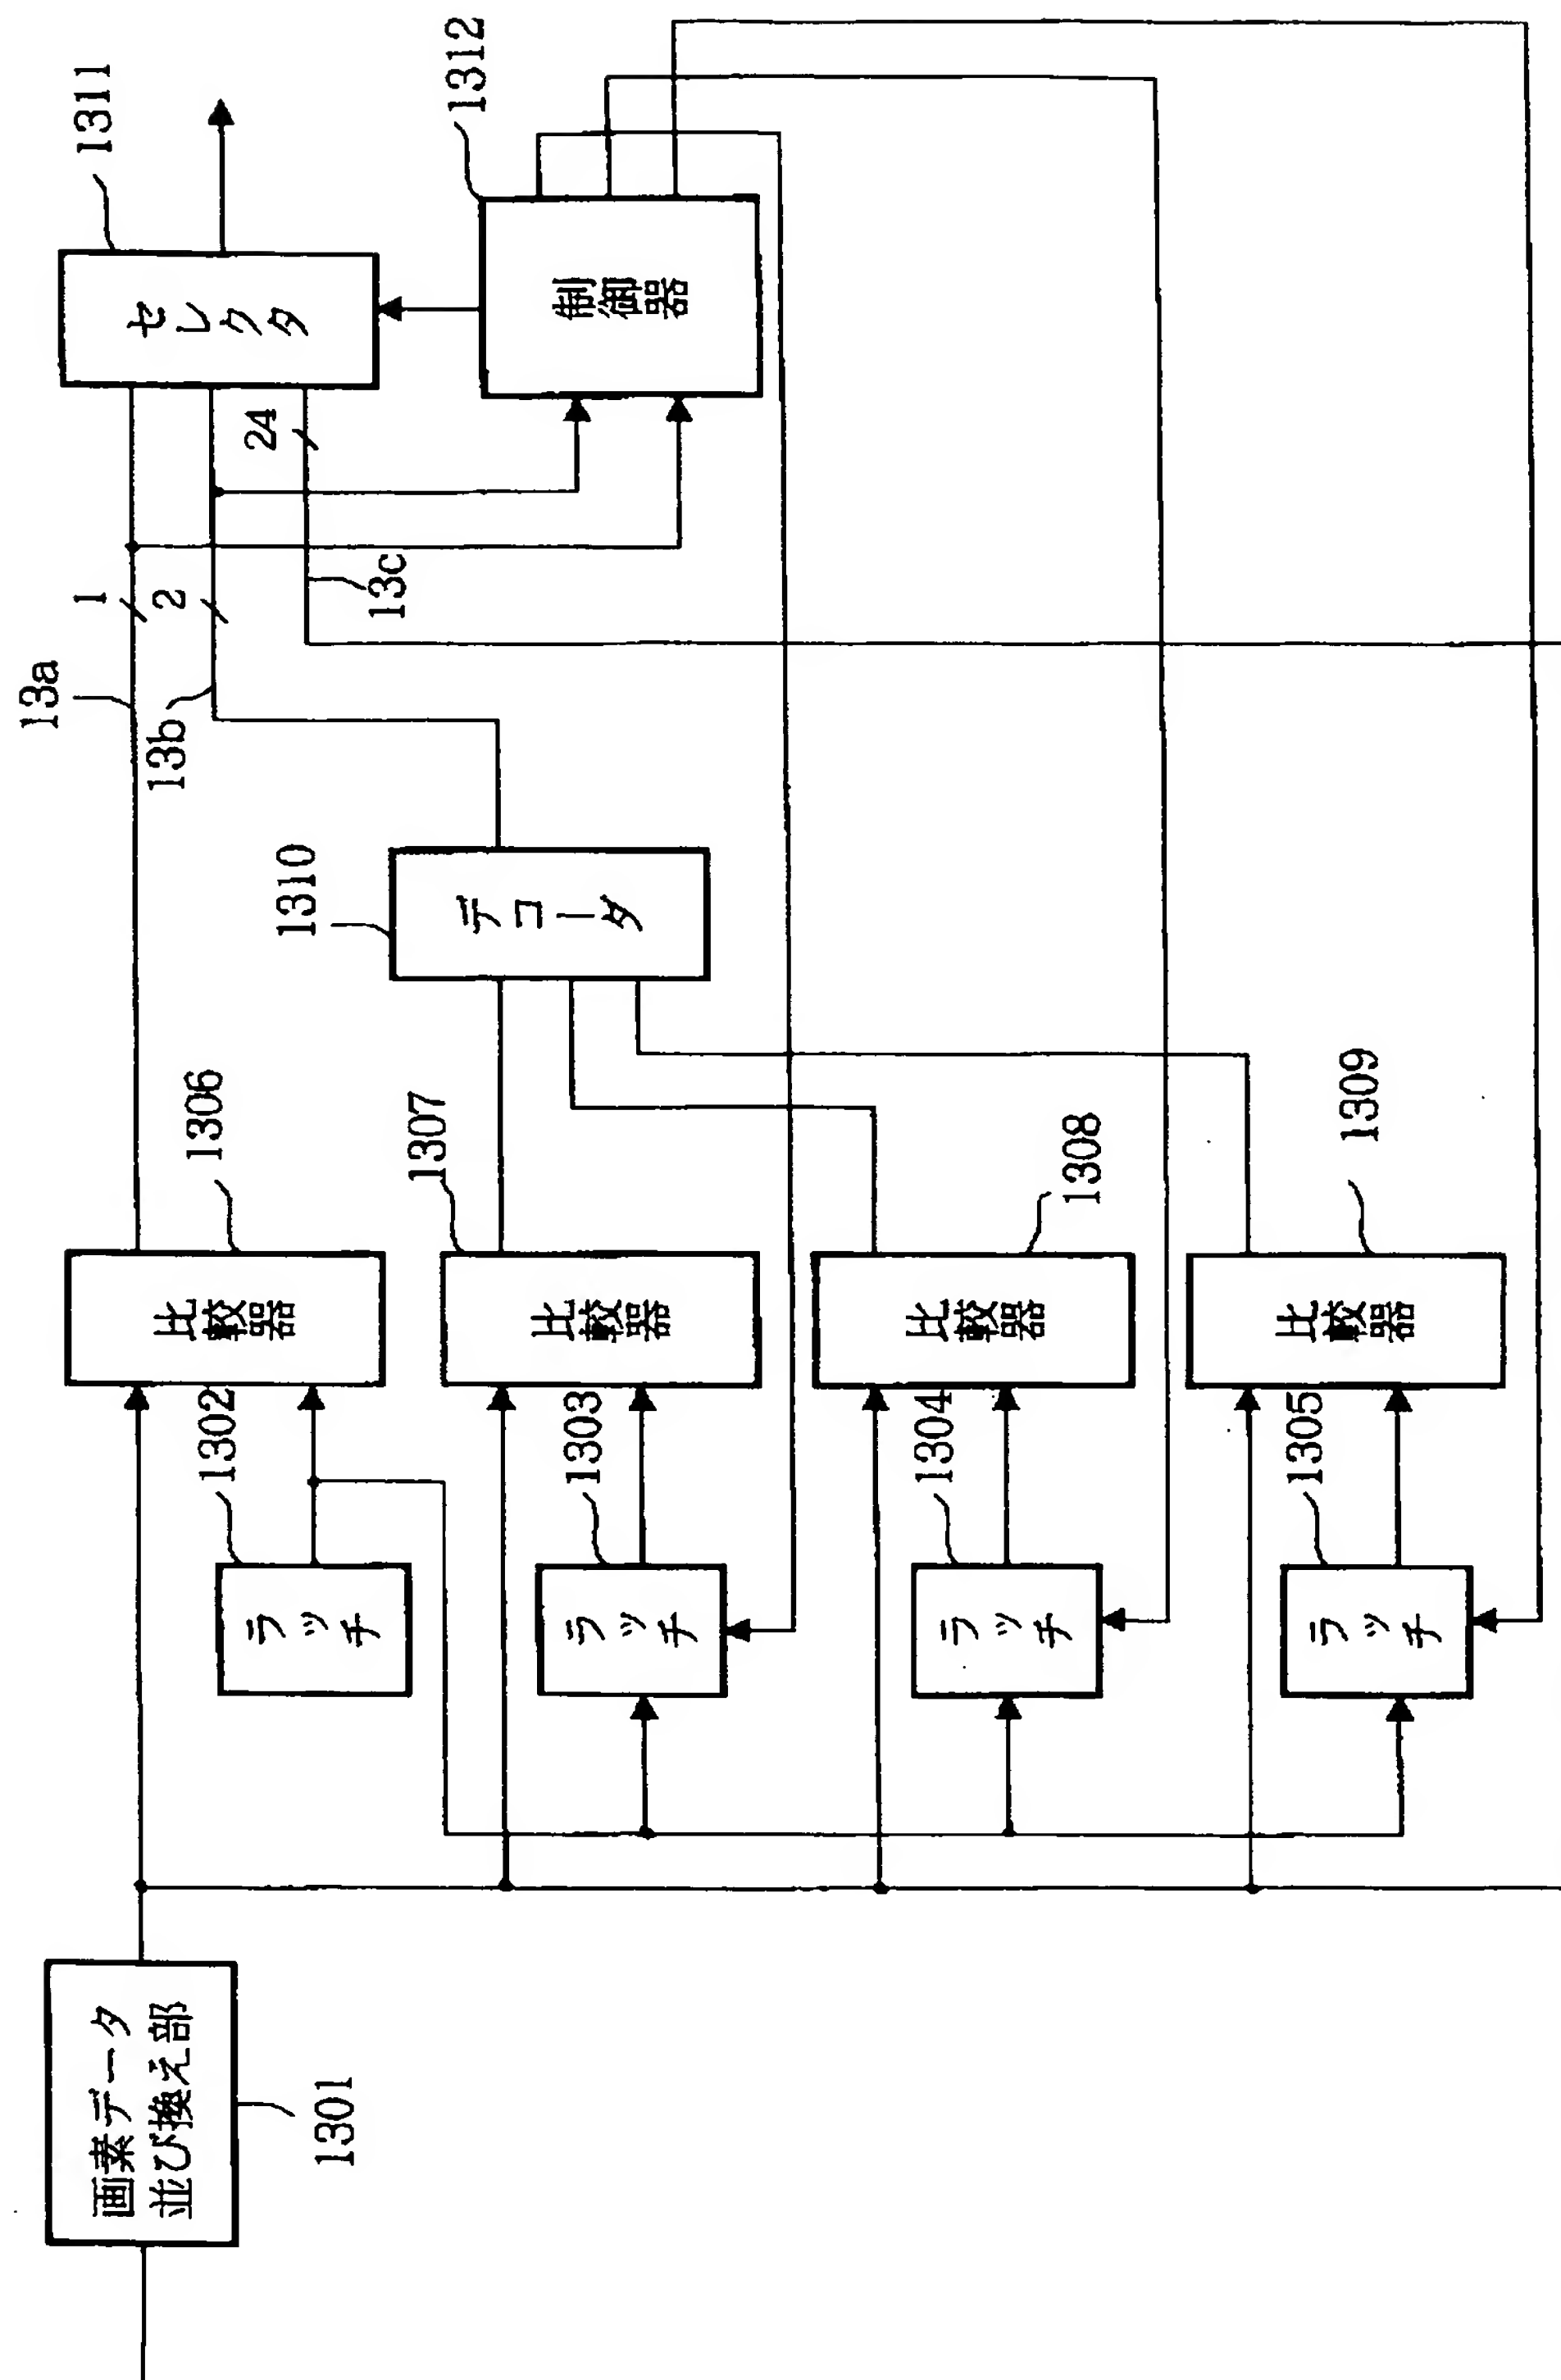 画素データ
並び換え部
1301
ラッチ
1302
ラッチ
1303
ラッチ
1304
ラッチ
1305
比較器
1306
比較器
1307
比較器
1308
比較器
1309
デコータ
1310
13a
13b
13c
1
2
24
セレクタ
1311
制御器
1312